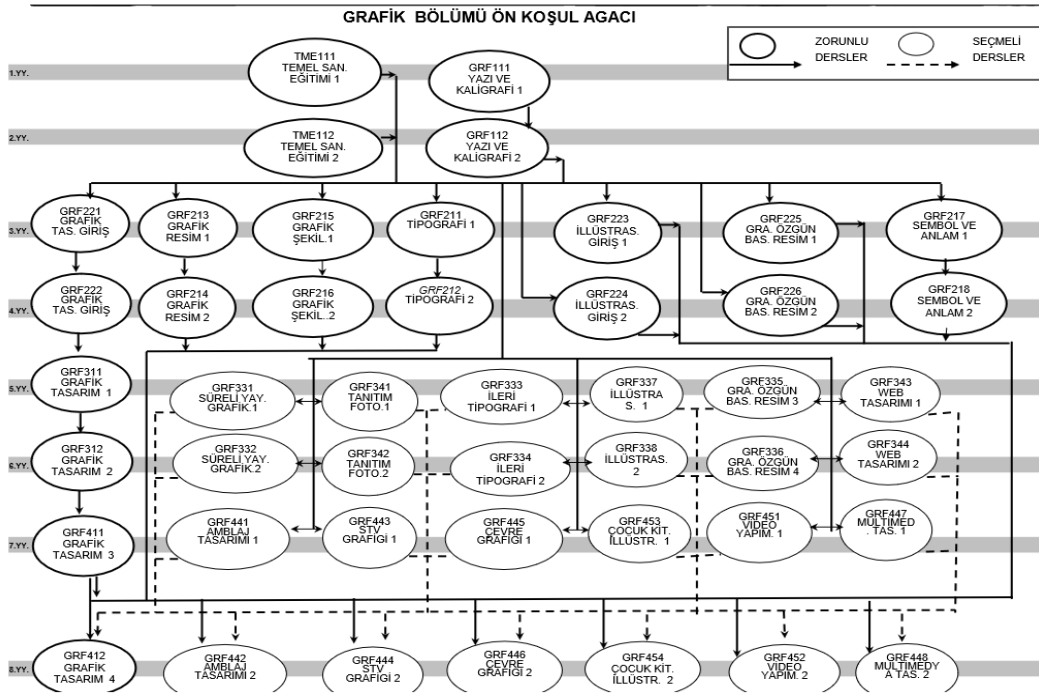 GRAFİK BÖLÜMÜ ÖN KOŞUL AGACI
ZORUNLU
DERSLER
SEÇMELİ
DERSLER
1.YY.
TME111
TEMEL SAN.
EĞİTİMİ 1
GRF111
YAZI VE
KALİGRAFİ 1
2.YY.
TME112
TEMEL SAN.
EĞİTİMİ 2
GRF112
YAZI VE
KALİGRAFİ 2
3.YY.
GRF221
GRAFİK
TAS. GİRİŞ
GRF213
GRAFİK
RESİM 1
GRF215
GRAFİK
ŞEKİL.1
GRF211
TİPOGRAFİ 1
GRF223
İLLÜSTRAS.
GİRİŞ 1
GRF225
GRA. ÖZGÜN
BAS. RESİM 1
GRF217
SEMBOL VE
ANLAM 1
4.YY.
GRF222
GRAFİK
TAS. GİRİŞ
GRF214
GRAFİK
RESİM 2
GRF216
GRAFİK
ŞEKİL..2
GRF212
TİPOGRAFİ 2
GRF224
İLLÜSTRAS.
GİRİŞ 2
GRF226
GRA. ÖZGÜN
BAS. RESİM 2
GRF218
SEMBOL VE
ANLAM 2
5.YY.
GRF311
GRAFİK
TASARIM 1
GRF331
SÜRELİ YAY.
GRAFİK.1
GRF341
TANITIM
FOTO.1
GRF333
İLERİ
TİPOGRAFİ 1
GRF337
İLLÜSTRA
S. 1
GRF335
GRA. ÖZGÜN
BAS. RESİM 3
GRF343
WEB
TASARIMI 1
6.YY.
GRF312
GRAFİK
TASARIM 2
GRF332
SÜRELİ YAY.
GRAFİK.2
GRF342
TANITIM
FOTO.2
GRF334
İLERİ
TİPOGRAFİ 2
GRF338
İLLÜSTRAS.
2
GRF336
GRA. ÖZGÜN
BAS. RESİM 4
GRF344
WEB
TASARIMI 2
7.YY.
GRF411
GRAFİK
TASARIM 3
GRF441
AMBLAJ
TASARIMI 1
GRF443
STV
GRAFİGİ 1
GRF445
ÇEVRE
GRAFİGİ 1
GRF453
ÇOCUK KİT.
İLLUSTR. 1
GRF451
VİDEO
YAPIM. 1
GRF447
MULTIMED
. TAS. 1
8.YY.
GRF412
GRAFİK
TASARIM 4
GRF442
AMBLAJ
TASARIMI 2
GRF444
STV
GRAFİGİ 2
GRF446
ÇEVRE
GRAFİGİ 2
GRF454
ÇOCUK KİT.
İLLÜSTR. 2
GRF452
VİDEO
YAPIM. 2
GRF448
MULTİMEDY
A TAS. 2